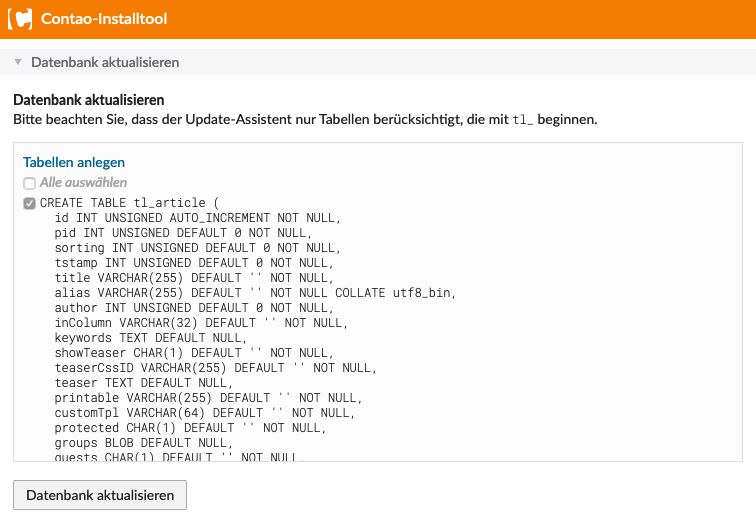 Contao-Installtool
Datenbank aktualisieren
Datenbank aktualisieren
Bitte beachten Sie, dass der Update-Assistent nur Tabellen berücksichtigt, die mit tl_ beginnen.
Tabellen anlegen
Alle auswählen
CREATE TABLE tl_article (
id INT UNSIGNED AUTO_INCREMENT NOT NULL,
pid INT UNSIGNED DEFAULT 0 NOT NULL,
sorting INT UNSIGNED DEFAULT 0 NOT NULL,
tstamp INT UNSIGNED DEFAULT 0 NOT NULL,
title VARCHAR(255) DEFAULT '' NOT NULL,
alias VARCHAR(255) DEFAULT '' NOT NULL COLLATE utf8_bin,
author INT UNSIGNED DEFAULT 0 NOT NULL,
inColumn VARCHAR(32) DEFAULT '' NOT NULL,
keywords TEXT DEFAULT NULL,
showTeaser CHAR(1) DEFAULT '' NOT NULL,
teaserCssID VARCHAR(255) DEFAULT '' NOT NULL,
teaser TEXT DEFAULT NULL,
printable VARCHAR(255) DEFAULT '' NOT NULL,
customTpl VARCHAR(64) DEFAULT '' NOT NULL,
protected CHAR(1) DEFAULT '' NOT NULL,
groups BLOB DEFAULT NULL,
guests CHAR(1) DEFAULT '' NOT NULL,
Datenbank aktualisieren